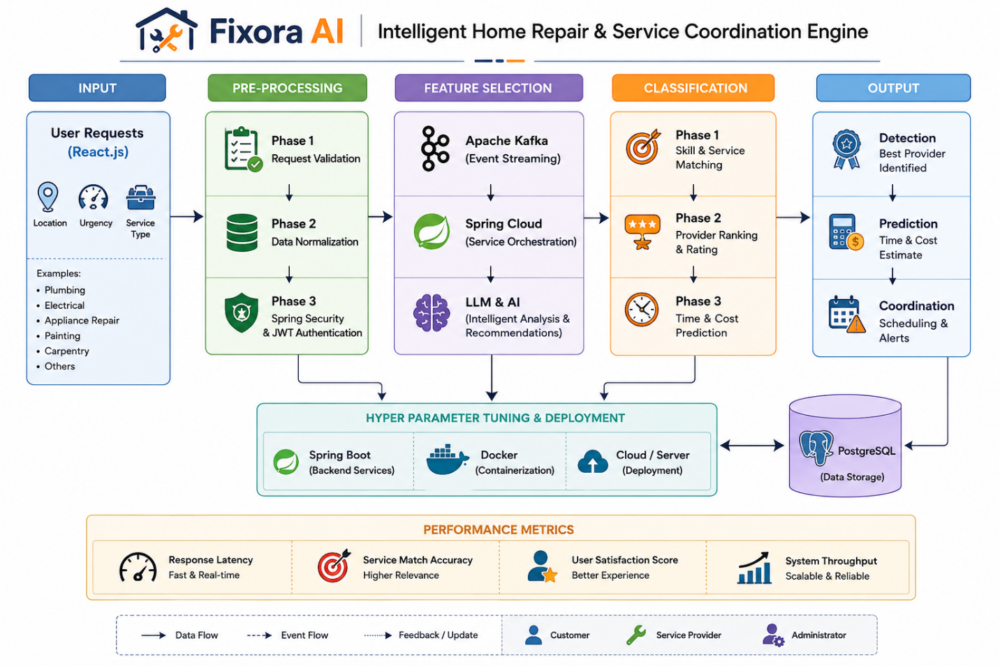 Fixora AI
Intelligent Home Repair & Service Coordination Engine
INPUT
PRE-PROCESSING
FEATURE SELECTION
CLASSIFICATION
OUTPUT
User Requests
(React.js)
Location
Urgency
Service
Type
Examples:
• Plumbing
• Electrical
• Appliance Repair
• Painting
• Carpentry
• Others
Phase 1
Request Validation
Phase 2
Data Normalization
Phase 3
Spring Security
& JWT Authentication
Apache Kafka
(Event Streaming)
Spring Cloud
(Service Orchestration)
LLM & AI
(Intelligent Analysis &
Recommendations)
Phase 1
Skill & Service
Matching
Phase 2
Provider Ranking
& Rating
Phase 3
Time & Cost
Prediction
Detection
Best Provider
Identified
Prediction
Time & Cost
Estimate
$
Coordination
Scheduling &
Alerts
HYPER PARAMETER TUNING & DEPLOYMENT
Spring Boot
(Backend Services)
Docker
(Containerization)
Cloud / Server
(Deployment)
PostgreSQL
(Data Storage)
PERFORMANCE METRICS
Response Latency
Fast & Real-time
Service Match Accuracy
Higher Relevance
User Satisfaction Score
Better Experience
System Throughput
Scalable & Reliable
Data Flow
Event Flow
Feedback / Update
Customer
Service Provider
Administrator